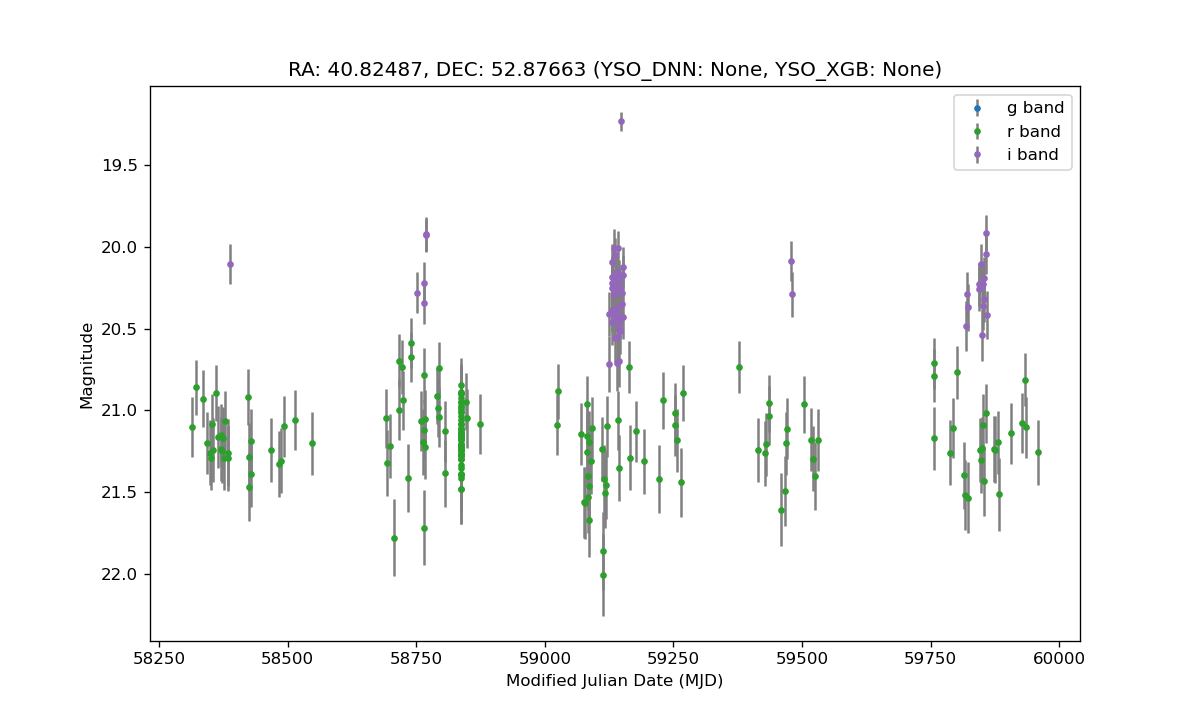 RA: 40.82487, DEC: 52.87663 (YSO_DNN: None, YSO_XGB: None)
g band
r band
i band
19.5
20.0
20.5
21.0
21.5
22.0
Magnitude
58250 58500 58750 59000 59250 59500 59750 60000
Modified Julian Date (MJD)